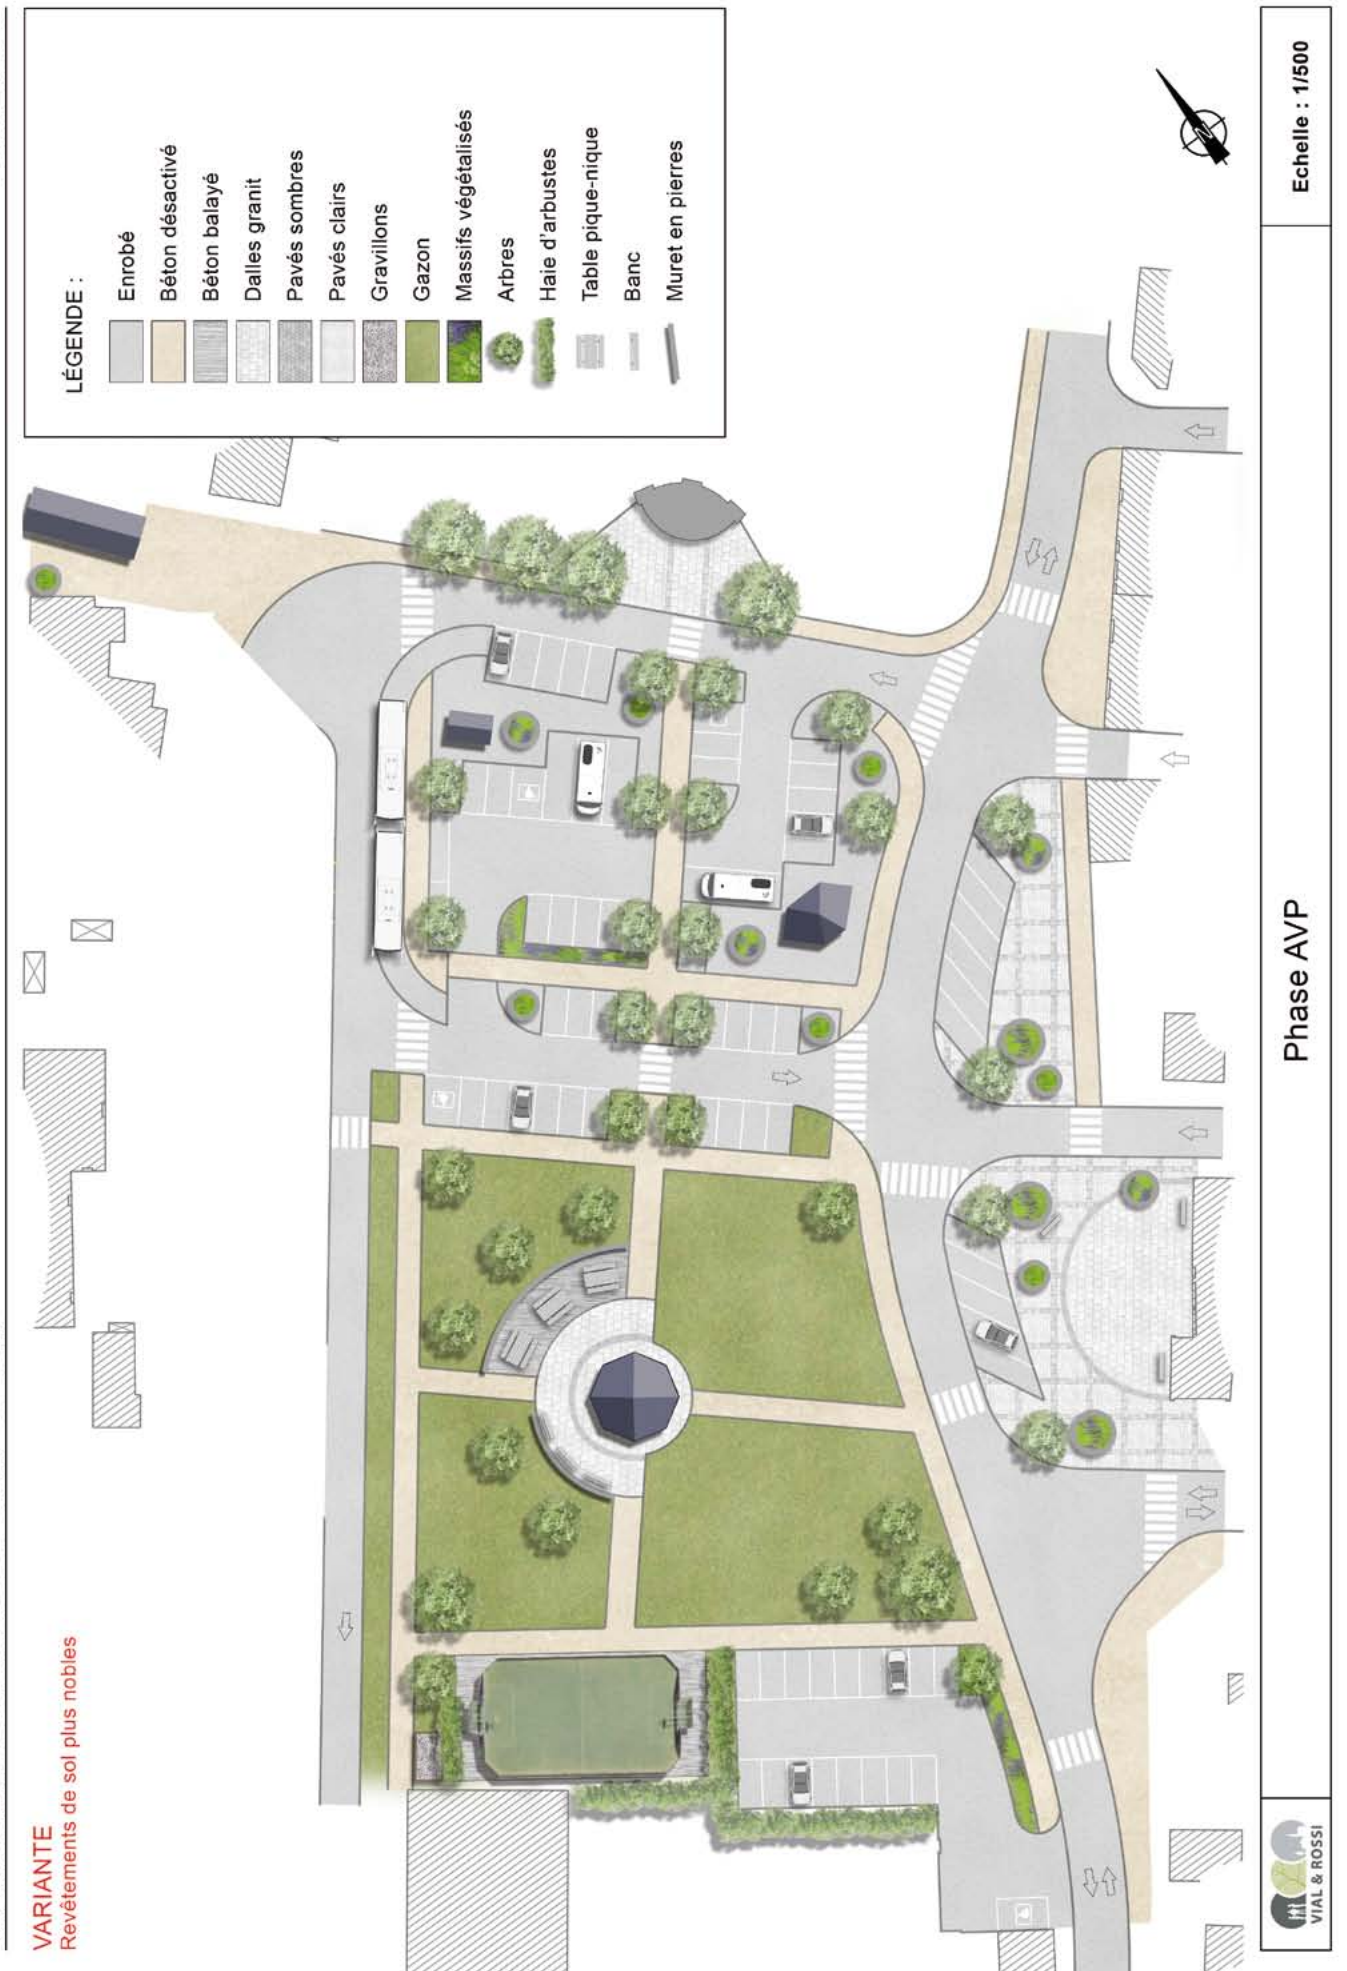 VARIANTE
Revêtements de sol plus nobles
LÉGENDE :
Enrobé
Béton désactivé
Béton balayé
Dalles granit
Pavés sombres
Pavés clairs
Gravillons
Gazon
Massifs végétalisés
Arbres
Haie d'arbustes
Table pique-nique
Banc
Muret en pierres
N
VIAL & ROSSI
Phase AVP
Echelle : 1/500